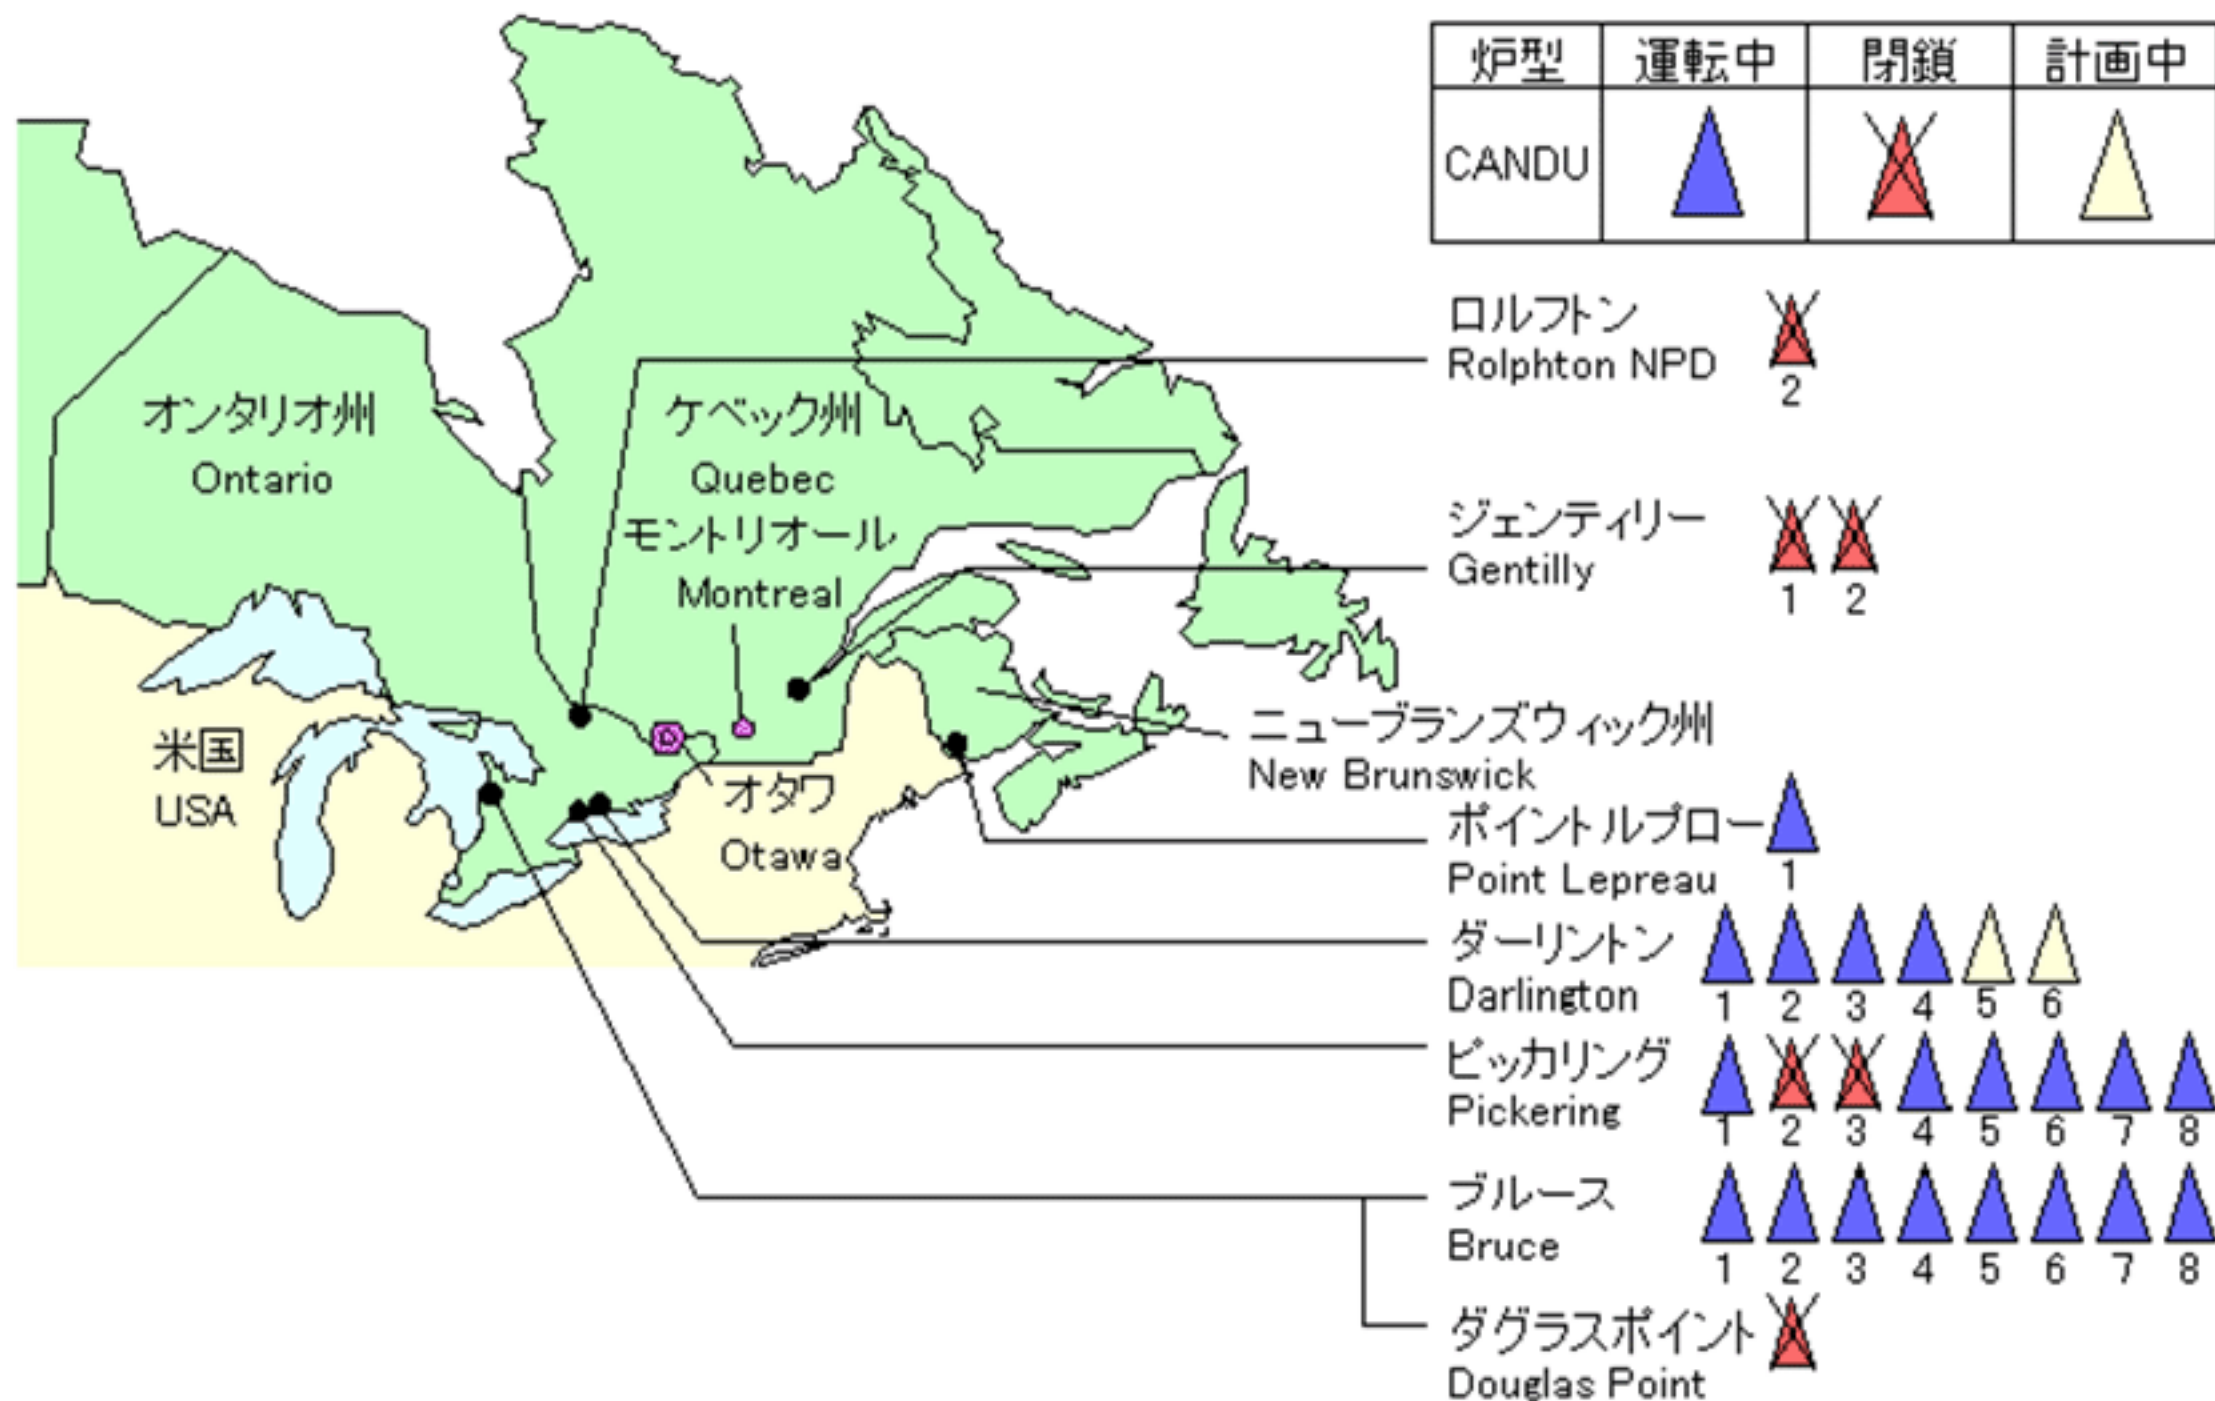 炉型 運転中 閉鎖 計画中
CANDU
ロルフトン
Rolphton NPD
2
オンタリオ州
Ontario
ケベック州
Quebec
モントリオール
Montreal
ジェンティリー
Gentilly
1 2
ニューブランズウィック州
New Brunswick
米国
USA
オタワ
Otawa
ポイントルプロー
Point Lepreau
1
ダーリントン
Darlington
1 2 3 4 5 6
ピッカリング
Pickering
1 2 3 4 5 6 7 8
ブルース
Bruce
1 2 3 4 5 6 7 8
ダグラスポイント
Douglas Point